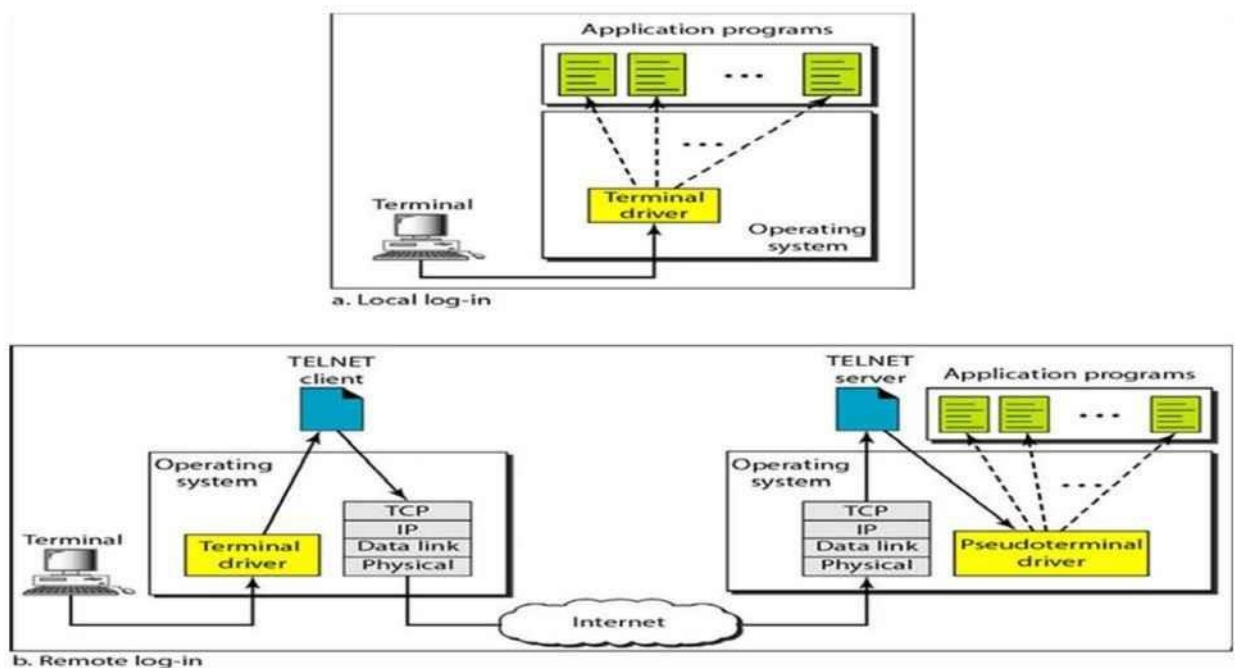 Application programs
Terminal
Terminal
driver
Operating
system
a. Local log-in
TELNET
client
TELNET
server
Application programs
Operating
system
TCP
IP
Data link
Physical
Terminal
Terminal
driver
Operating
system
TCP
IP
Data link
Physical
Pseudoterminal
driver
Internet
b. Remote log-in